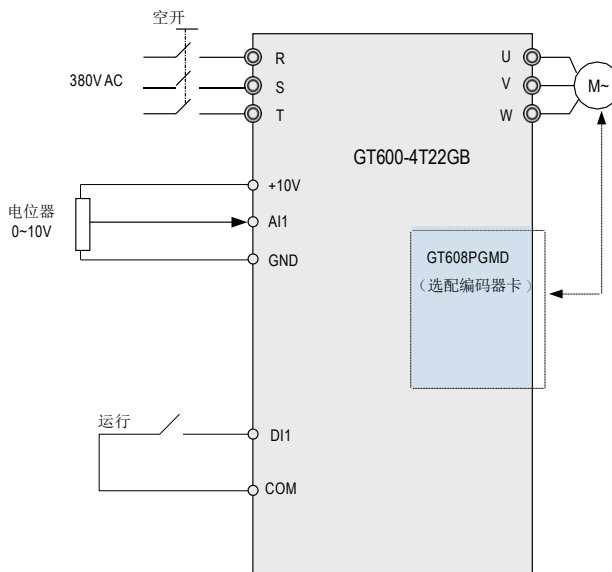 空开
R
U
380V AC
S
V
M~
T
W
GT600-4T22GB
+10V
电位器
0~10V
AI1
GND
GT608PGMD
（选配编码器卡）
运行
DI1
COM